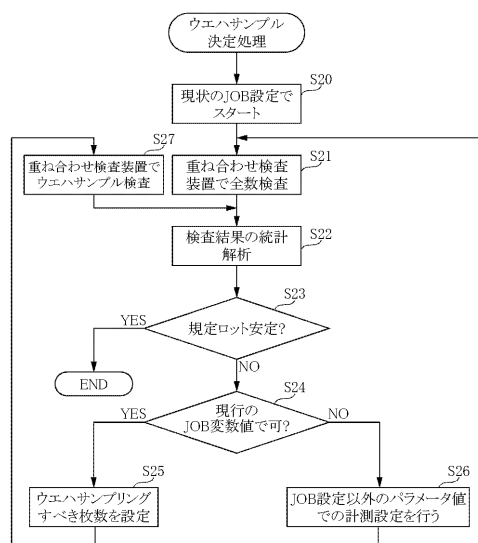 ウエハサンプル
決定処理
S20
現状のJOB設定で
スタート
S27
重ね合わせ検査装置で
ウエハサンプル検査
S21
重ね合わせ検査
装置で全数検査
S22
検査結果の統計
解析
S23
YES
規定ロット安定?
END
NO
S24
YES
現行の
JOB変数値で可?
NO
S25
ウエハサンプリング
すべき枚数を設定
S26
JOB設定以外のパラメータ値
での計測設定を行う